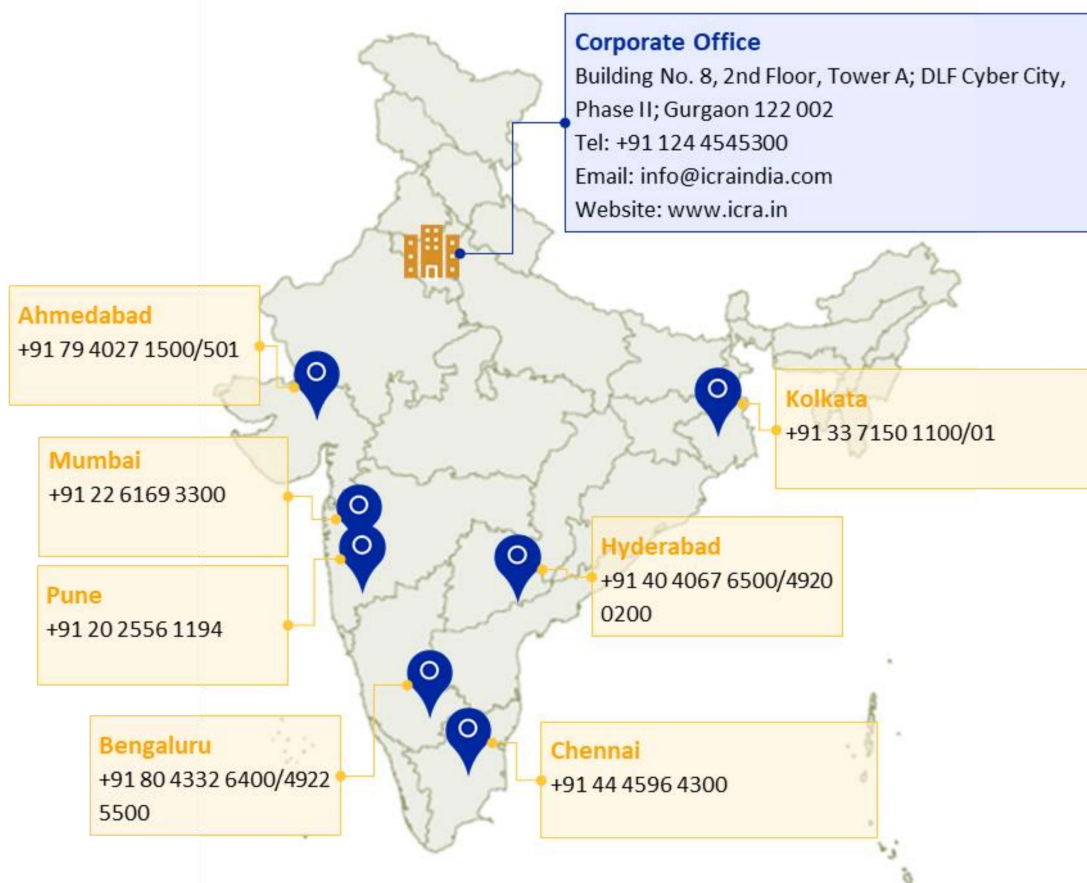 Corporate Office
Building No. 8, 2nd Floor, Tower A; DLF Cyber City,
Phase II; Gurgaon 122 002
Tel: +91 124 4545300
Email: info@icraindia.com
Website: www.icra.in
Ahmedabad
+91 79 4027 1500/501
Kolkata
+91 33 7150 1100/01
Mumbai
+91 22 6169 3300
Hyderabad
+91 40 4067 6500/4920
0200
Pune
+91 20 2556 1194
Bengaluru
+91 80 4332 6400/4922
5500
Chennai
+91 44 4596 4300